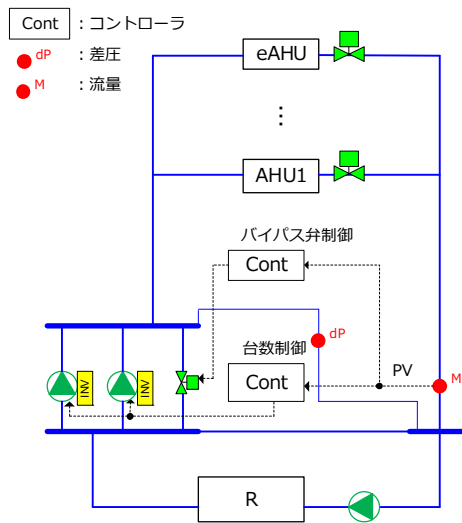 Cont ：コントローラ
dP ：差圧
M ：流量
eAHU
…
AHU1
バイパス弁制御
Cont
dP
台数制御
Cont
PV
M
INV
INV
R